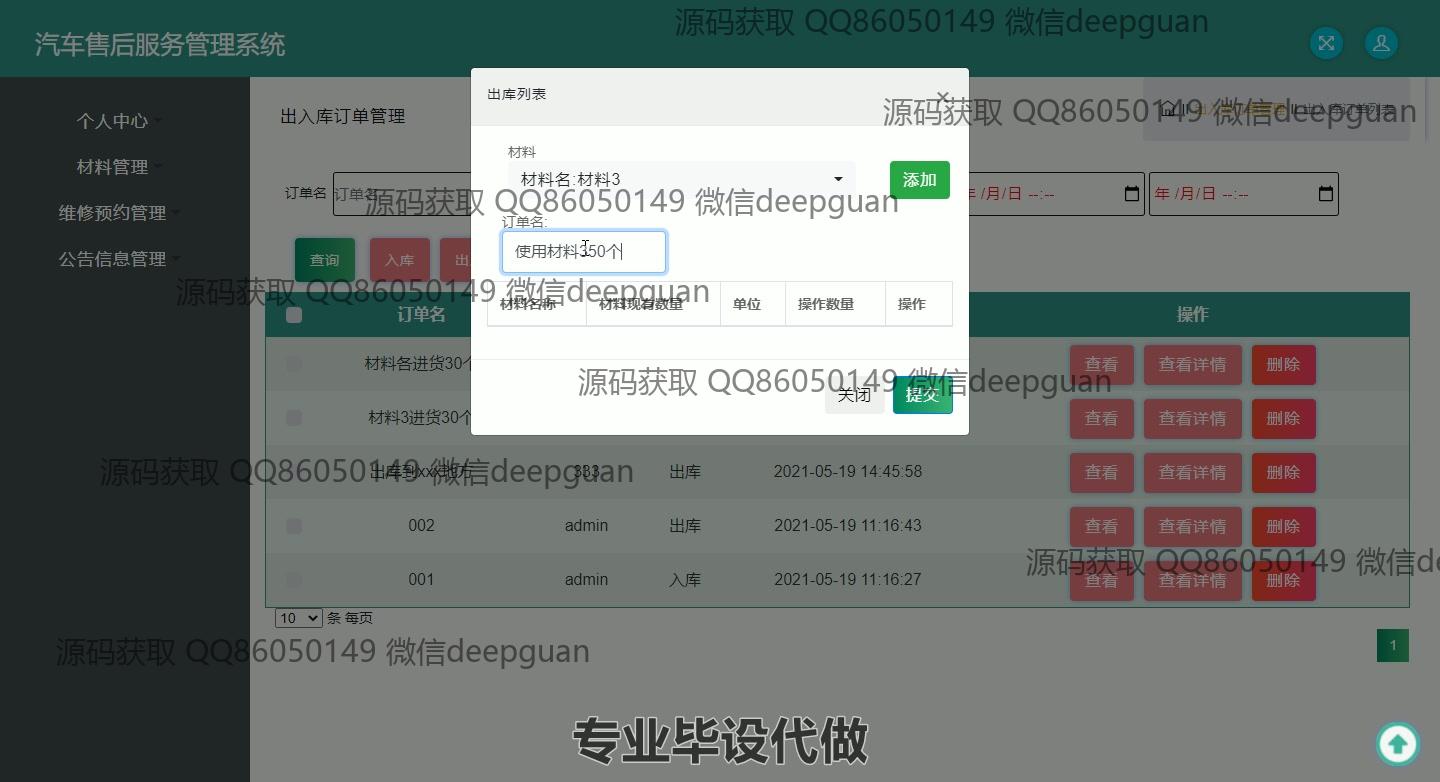 汽车售后服务管理系统
源码获取 QQ86050149 微信deepguan
个人中心
材料管理
维修预约管理
公告信息管理
出入库订单管理
源码获取 QQ86050149 微信deepguan
出库列表
×
材料
材料名:材料3
添加
订单名 订单名
年 /月/日 --:--
年 /月/日 --:--
源码获取 QQ86050149 微信deepguan
订单名:
使用材料350个
查询 入库
源码获取 QQ86050149 微信deepguan
材料名称 材料现有数量 单位 操作数量 操作
订单名 操作
材料各进货30个 查看 查看详情 删除
源码获取 QQ86050149 微信deepguan
关闭 提交
材料3进货30个 查看 查看详情 删除
出库到xxx地方 333 出库 2021-05-19 14:45:58 查看 查看详情 删除
源码获取 QQ86050149 微信deepguan
002 admin 出库 2021-05-19 11:16:43 查看 查看详情 删除
源码获取 QQ86050149 微信de
001 admin 入库 2021-05-19 11:16:27 查看 查看详情 删除
10 条 每页
1
源码获取 QQ86050149 微信deepguan
专业毕设代做